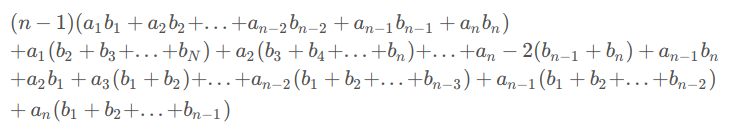 (n − 1)(a₁b₁ + a₂b₂+…+aₙ₋₂bₙ₋₂ + aₙ₋₁bₙ₋₁ + aₙbₙ)
+a₁(b₂ + b₃+…+b_N) + a₂(b₃ + b₄+…+bₙ)+…+aₙ − 2(bₙ₋₁ + bₙ) + aₙ₋₁bₙ
+a₂b₁ + a₃(b₁ + b₂)+…+aₙ₋₂(b₁ + b₂+…+bₙ₋₃) + aₙ₋₁(b₁ + b₂+…+bₙ₋₂)
+ aₙ(b₁ + b₂+…+bₙ₋₁)